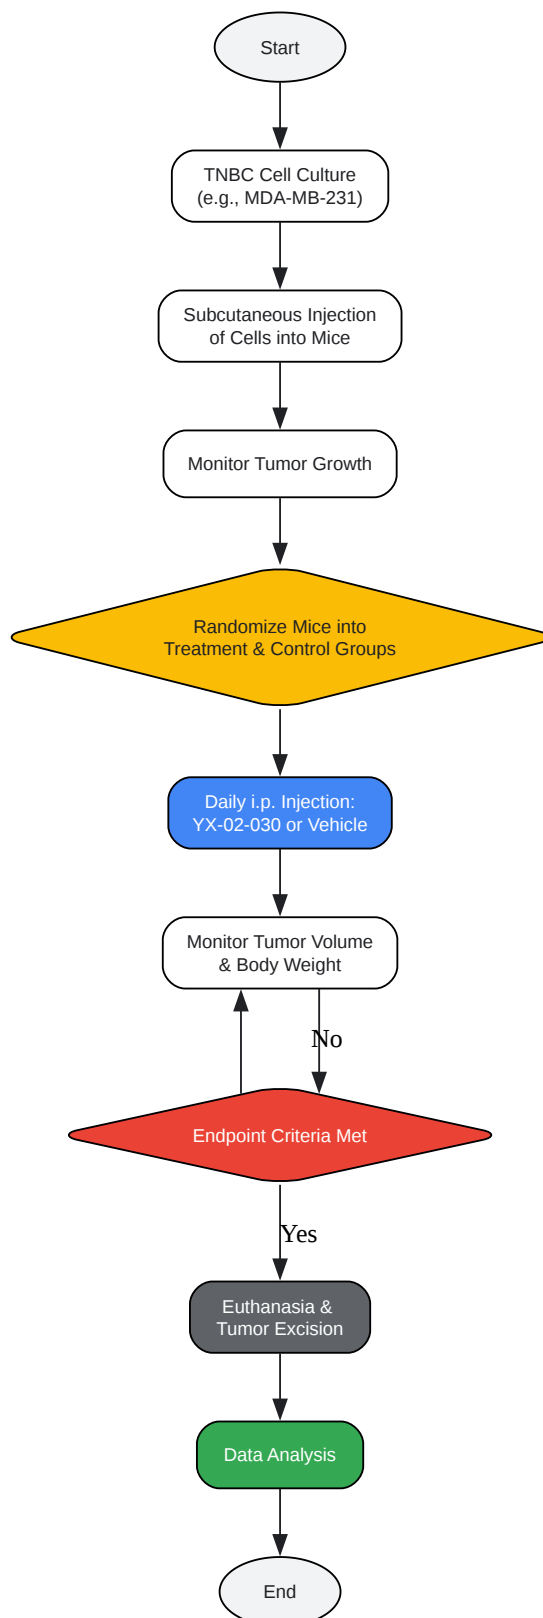 Start
TNBC Cell Culture
(e.g., MDA-MB-231)
Subcutaneous Injection
of Cells into Mice
Monitor Tumor Growth
Randomize Mice into
Treatment & Control Groups
Daily i.p. Injection:
YX-02-030 or Vehicle
Monitor Tumor Volume
& Body Weight
No
Endpoint Criteria Met
Yes
Euthanasia &
Tumor Excision
Data Analysis
End